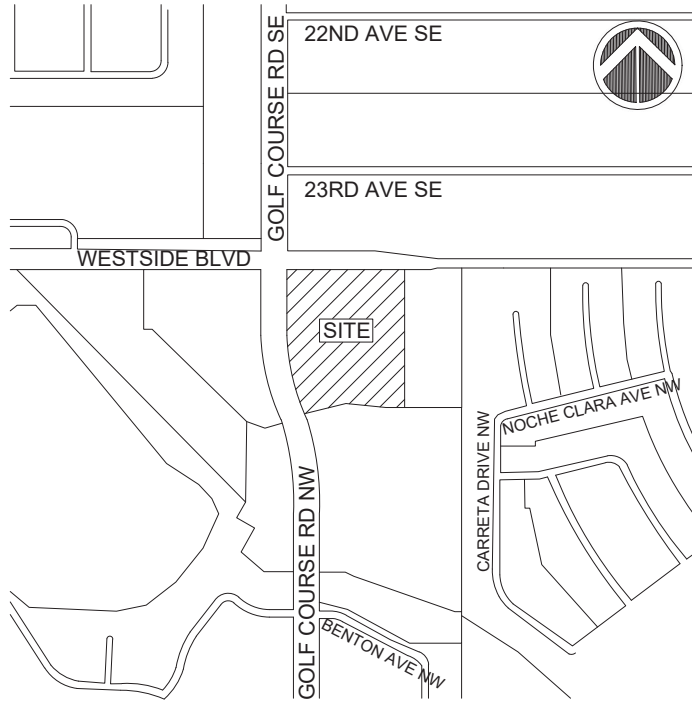 22ND AVE SE
GOLF COURSE RD SE
23RD AVE SE
WESTSIDE BLVD
SITE
NOCHE CLARA AVE NW
CARRETA DRIVE NW
GOLF COURSE RD NW
BENTON AVE NW